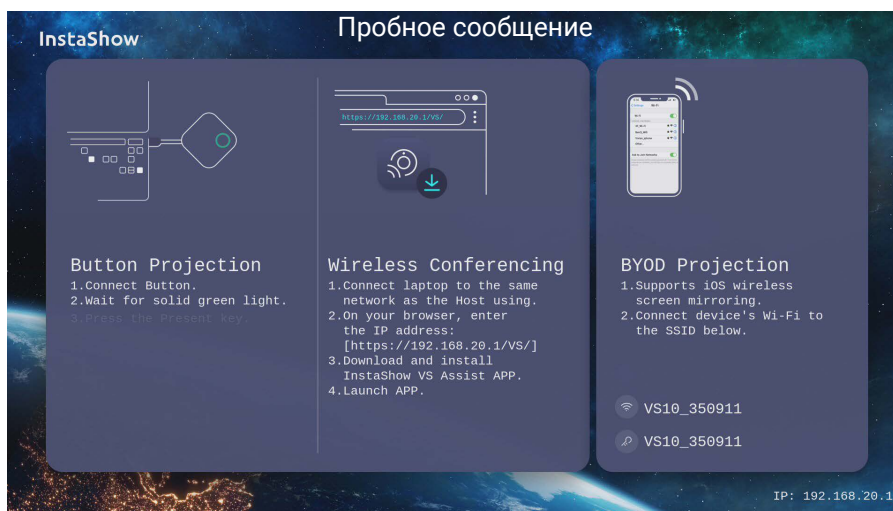 InstaShow
Пробное сообщение
https://192.168.20.1/VS/
Button Projection
1.Connect Button.
2.Wait for solid green light.
3.Press the Present key.
Wireless Conferencing
1.Connect laptop to the same
network as the Host using.
2.On your browser, enter
the IP address:
[https://192.168.20.1/VS/]
3.Download and install
InstaShow VS Assist APP.
4.Launch APP.
BYOD Projection
1.Supports iOS wireless
screen mirroring.
2.Connect device's Wi-Fi to
the SSID below.
VS10_350911
VS10_350911
IP: 192.168.20.1